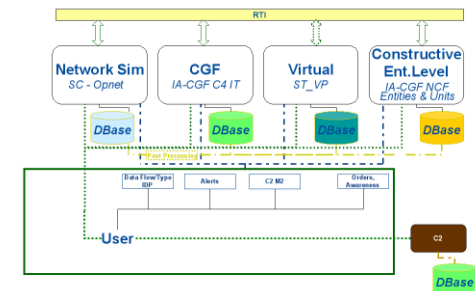 RTI
Network Sim
SC - Opnet
CGF
IA-CGF C4 IT
Virtual
ST_VP
Constructive
Ent.Level
IA-CGF NCF
Entities & Units
DBase
DBase
DBase
DBase
Post Processing
Data Flow/Type
IDP
Alerts
C2 M2
Orders,
Awareness
User
C2
DBase